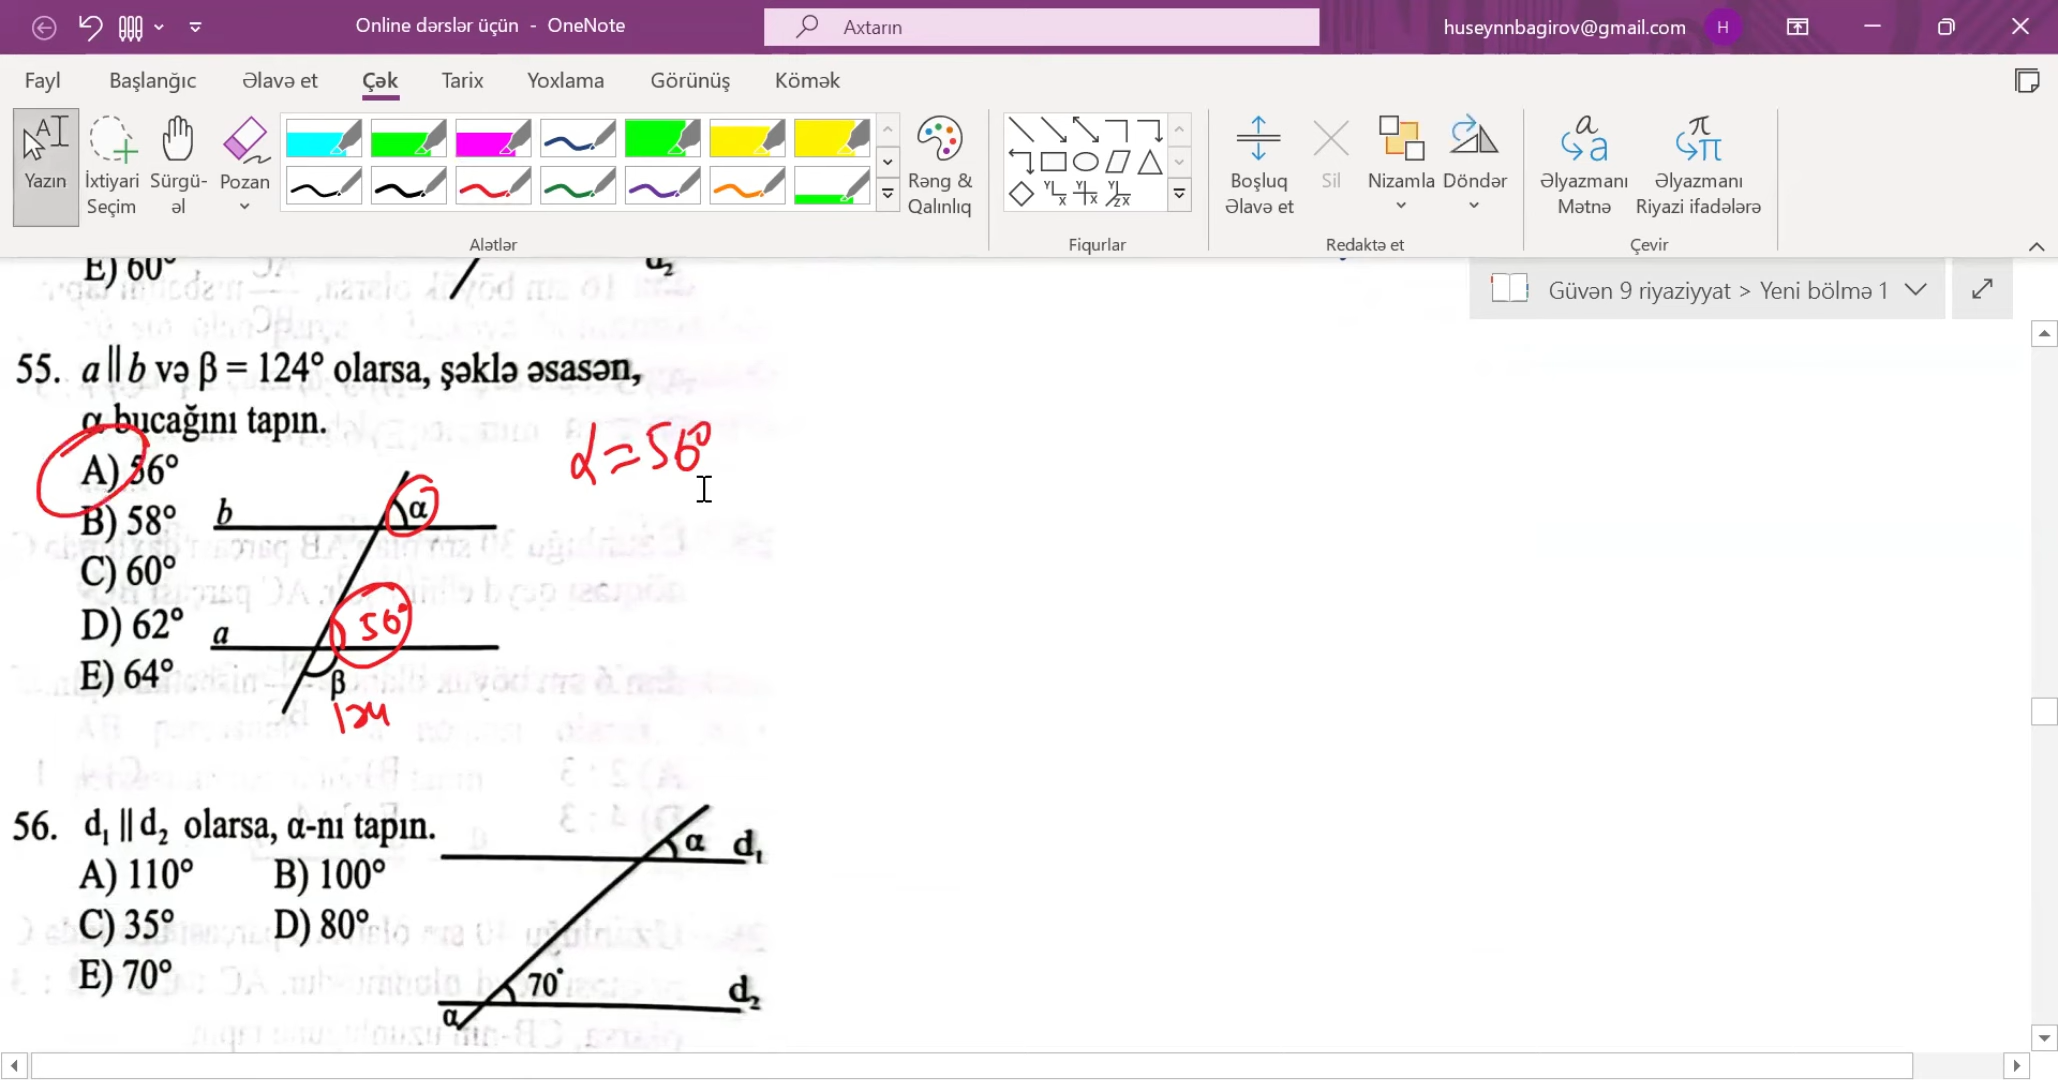 Online dərslər üçün - OneNote
Axtarın
huseynnbagirov@gmail.com
H
Fayl Başlanğıc Əlavə et Çək Tarix Yoxlama Görünüş Kömək
Yazın
İxtiyari Seçim
Sürgü-əl
Pozan
Rəng & Qalınlıq
Boşluq Əlavə et
Sil
Nizamla
Döndər
Əlyazmanı Mətnə
Əlyazmanı Riyazi ifadələrə
Alətlər
Fiqurlar
Redaktə et
Çevir
Güvən 9 riyaziyyat > Yeni bölmə 1
E) 60°
d₂
55. a || b və β = 124° olarsa, şəklə əsasən,
α bucağını tapın.
A) 56°
B) 58°
C) 60°
D) 62°
E) 64°
α = 56°
b
α
a
56°
β
124
56. d₁ || d₂ olarsa, α-nı tapın.
A) 110° B) 100°
C) 35° D) 80°
E) 70°
α d₁
70° d₂
α